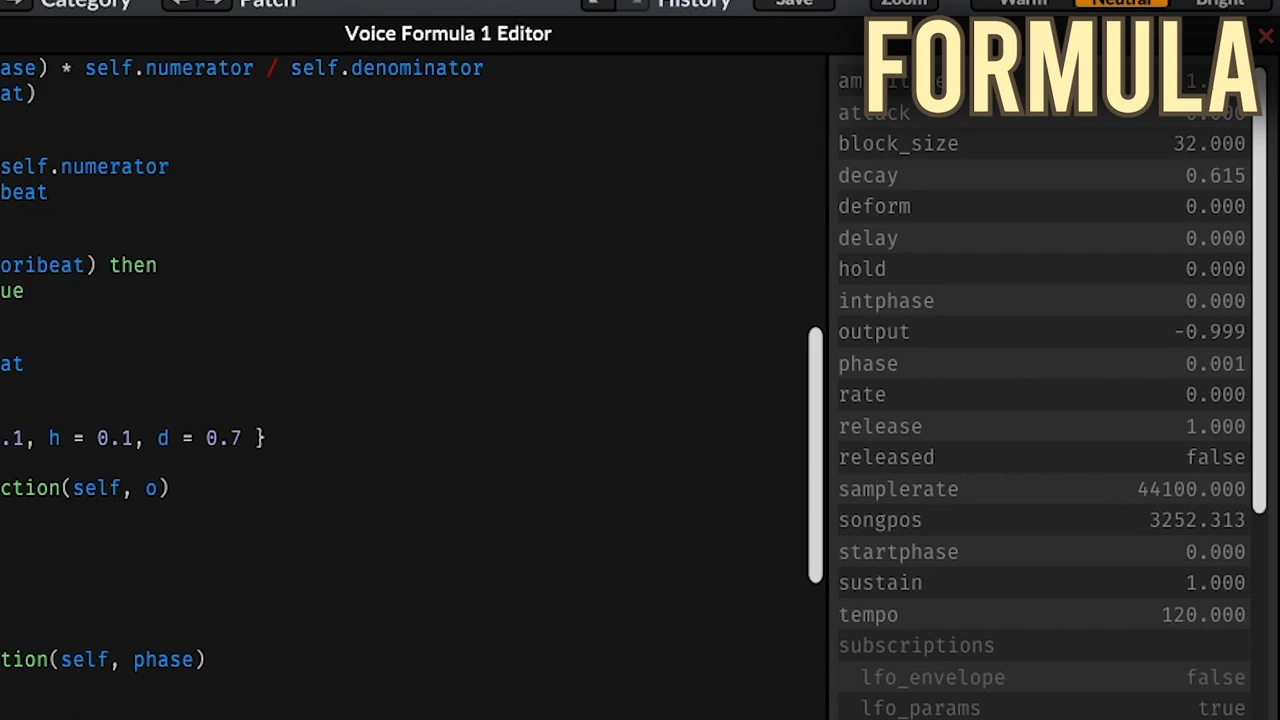 Category
Patch
History
Save
Zoom
Warm
Neutral
Bright
Voice Formula 1 Editor
FORMULA
ase) * self.numerator / self.denominator
at)
self.numerator
beat
oribeat) then
ue
at
.1, h = 0.1, d = 0.7 }
ction(self, o)
tion(self, phase)
attack 0.000
block_size 32.000
decay 0.615
deform 0.000
delay 0.000
hold 0.000
intphase 0.000
output -0.999
phase 0.001
rate 0.000
release 1.000
released false
samplerate 44100.000
songpos 3252.313
startphase 0.000
sustain 1.000
tempo 120.000
subscriptions
lfo_envelope false
lfo_params true